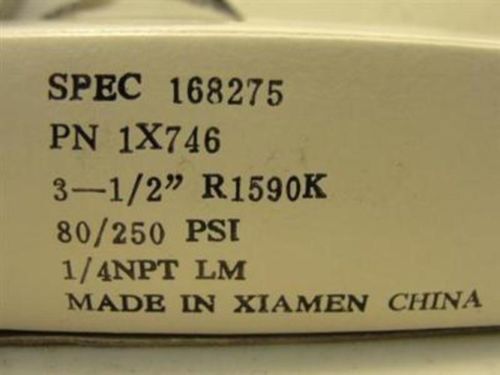 SPEC 168275
PN 1X746
3—1/2” R1590K
80/250 PSI
1/4NPT LM
MADE IN XIAMEN CHINA